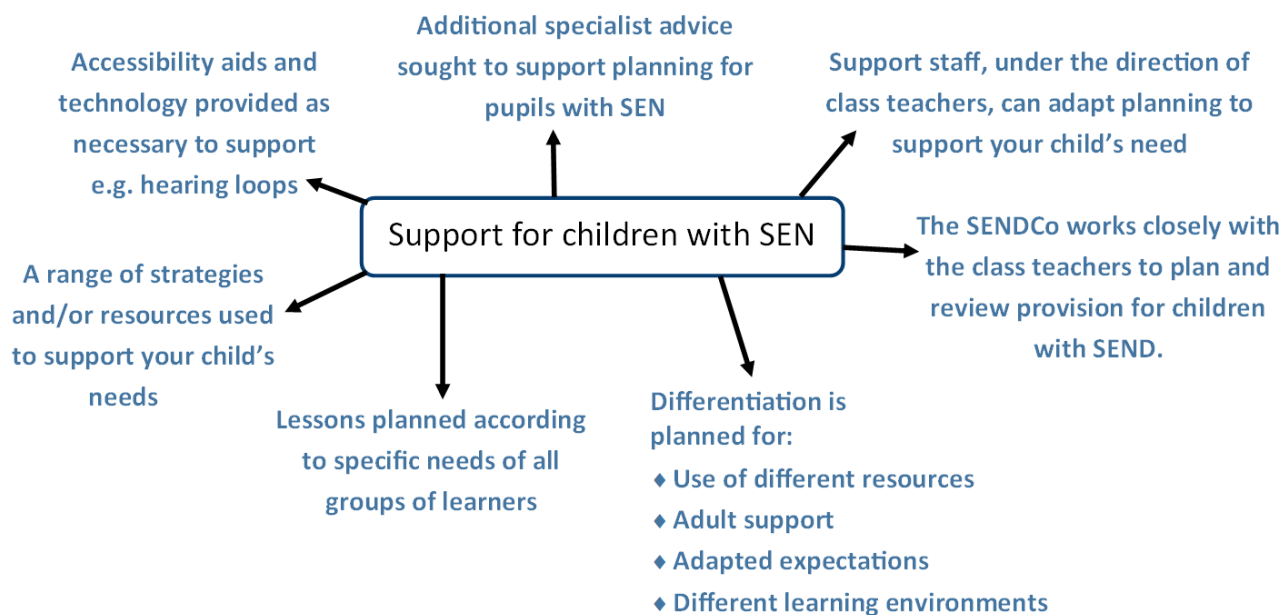 Additional specialist advice
sought to support planning for
pupils with SEN
Accessibility aids and
technology provided as
necessary to support
e.g. hearing loops
Support staff, under the direction of
class teachers, can adapt planning to
support your child’s need
Support for children with SEN
The SENDCo works closely with
the class teachers to plan and
review provision for children
with SEND.
A range of strategies
and/or resources used
to support your child’s
needs
Lessons planned according
to specific needs of all
groups of learners
Differentiation is
planned for:
♦ Use of different resources
♦ Adult support
♦ Adapted expectations
♦ Different learning environments